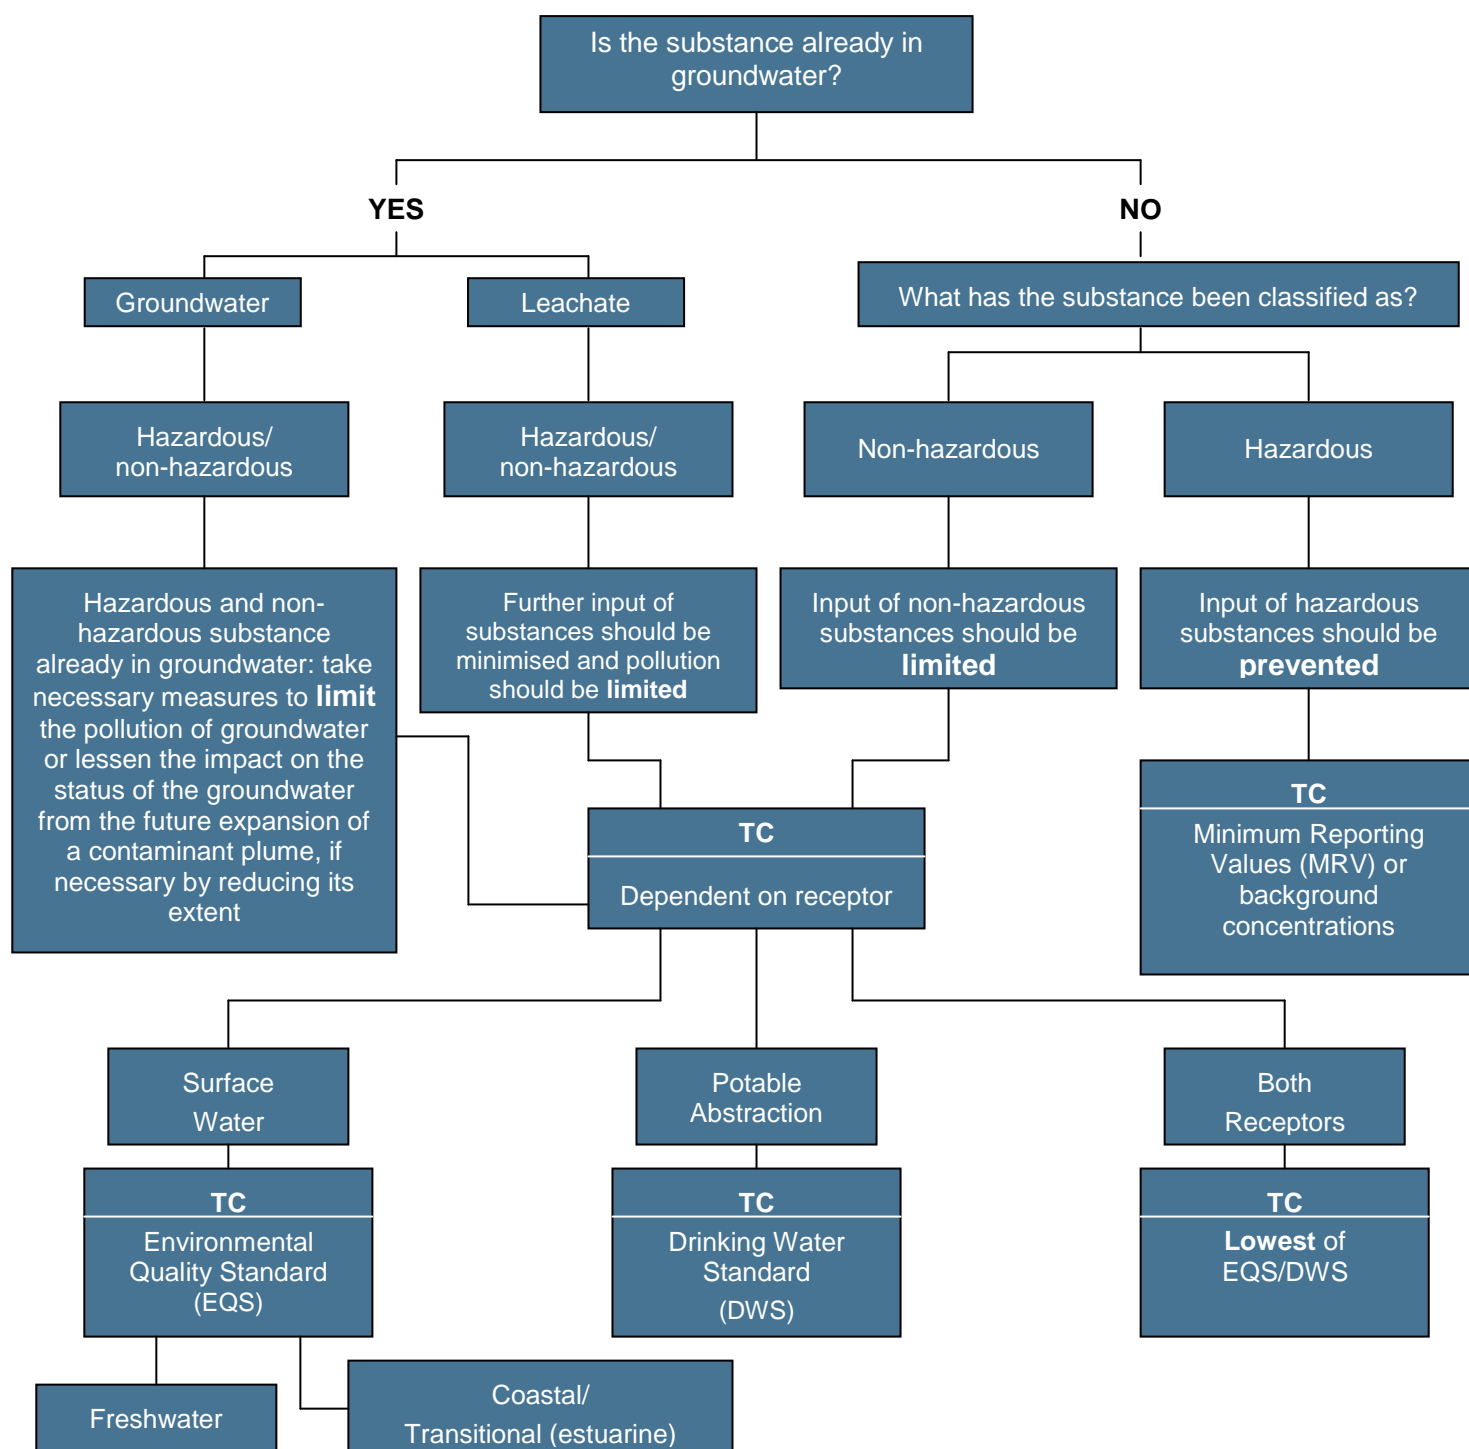 Is the substance already in
groundwater?
YES
NO
Groundwater
Leachate
What has the substance been classified as?
Hazardous/
non-hazardous
Hazardous/
non-hazardous
Non-hazardous
Hazardous
Hazardous and non-
hazardous substance
already in groundwater: take
necessary measures to limit
the pollution of groundwater
or lessen the impact on the
status of the groundwater
from the future expansion of
a contaminant plume, if
necessary by reducing its
extent
Further input of
substances should be
minimised and pollution
should be limited
Input of non-hazardous
substances should be
limited
Input of hazardous
substances should be
prevented
TC
Dependent on receptor
TC
Minimum Reporting
Values (MRV) or
background
concentrations
Surface
Water
Potable
Abstraction
Both
Receptors
TC
Environmental
Quality Standard
(EQS)
TC
Drinking Water
Standard
(DWS)
TC
Lowest of
EQS/DWS
Freshwater
Coastal/
Transitional (estuarine)